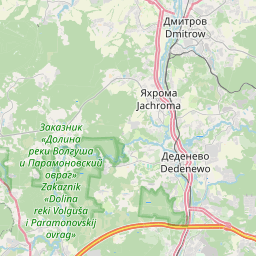 Дмитров
Dmitrow
Яхрома
Jachroma
Заказник
«Долина
реки Волгуша
и Парамоновский
овраг»
Zakaznik
«Dolina
reki Volguša
i Paramonovskij
ovrag»
Деденево
Dedenewo